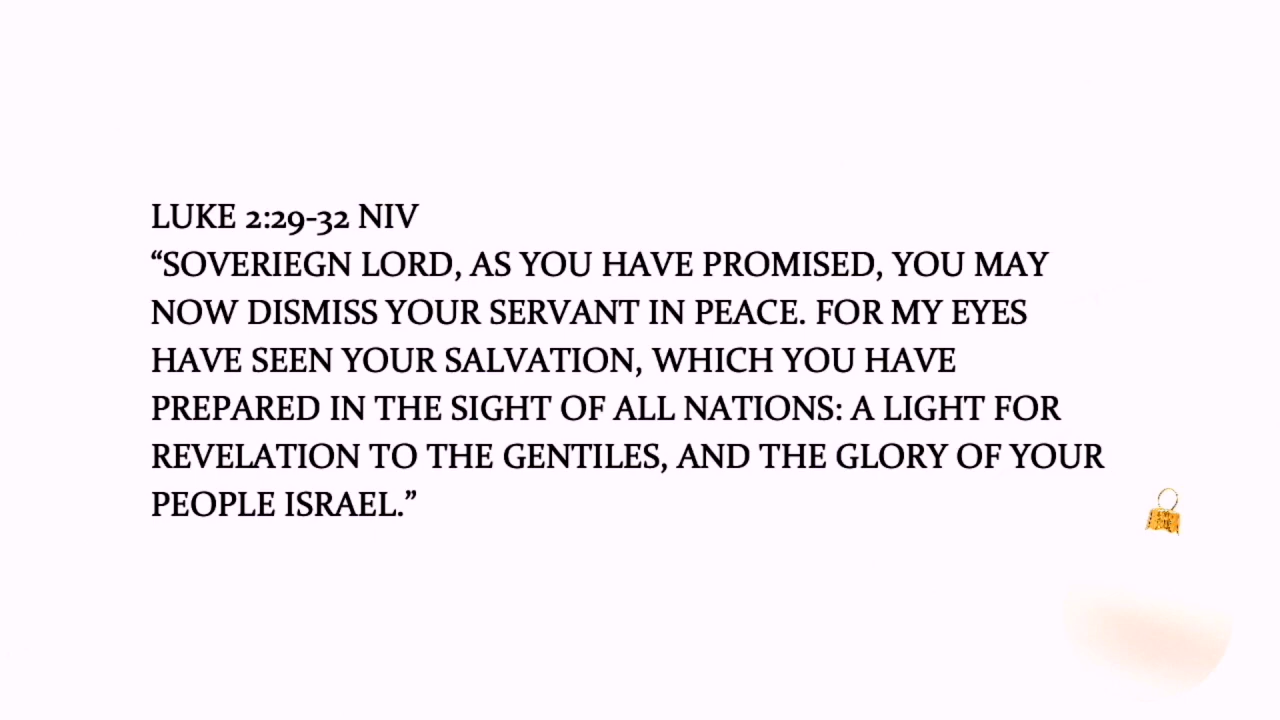 LUKE 2:29-32 NIV
“SOVERIEGN LORD, AS YOU HAVE PROMISED, YOU MAY
NOW DISMISS YOUR SERVANT IN PEACE. FOR MY EYES
HAVE SEEN YOUR SALVATION, WHICH YOU HAVE
PREPARED IN THE SIGHT OF ALL NATIONS: A LIGHT FOR
REVELATION TO THE GENTILES, AND THE GLORY OF YOUR
PEOPLE ISRAEL.”